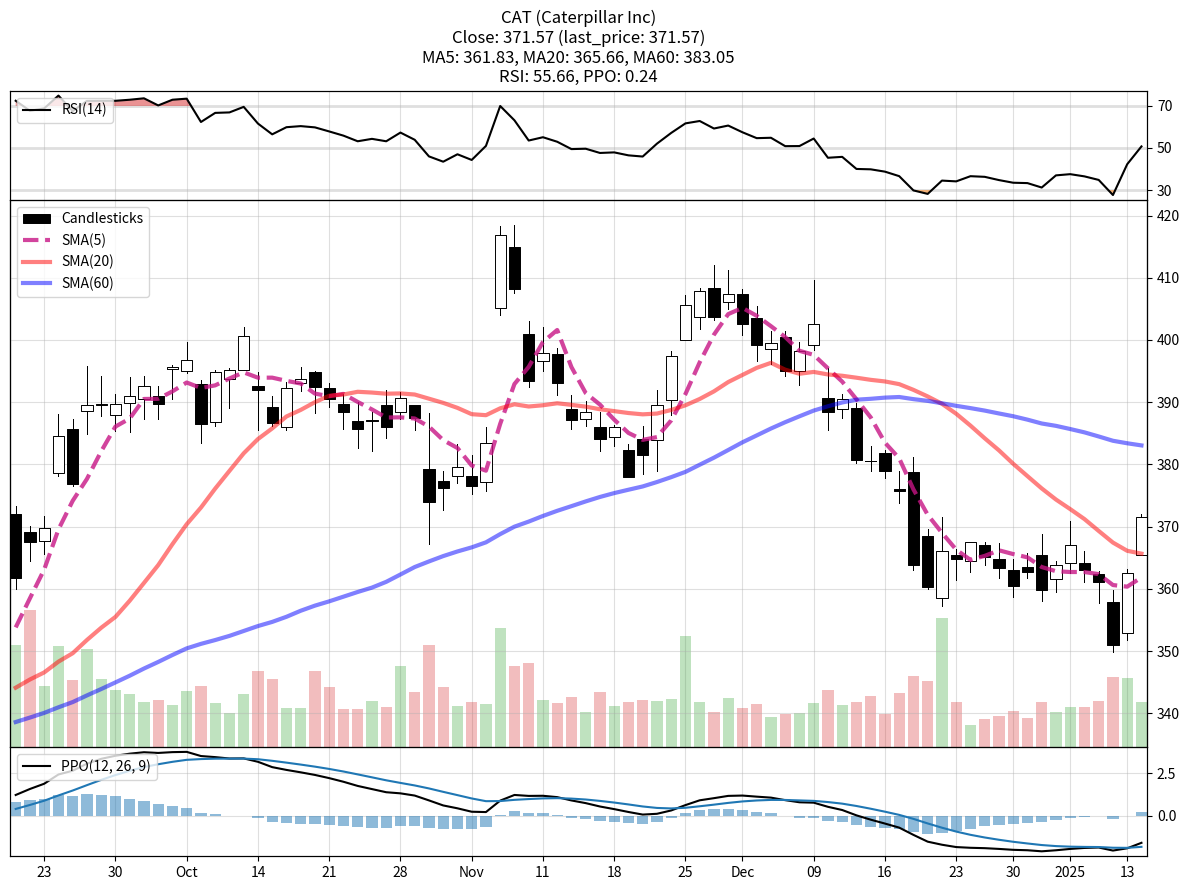 CAT (Caterpillar Inc)
Close: 371.57 (last_price: 371.57)
MA5: 361.83, MA20: 365.66, MA60: 383.05
RSI: 55.66, PPO: 0.24
RSI(14)
70
50
30
Candlesticks
SMA(5)
SMA(20)
SMA(60)
420
410
400
390
380
370
360
350
340
PPO(12, 26, 9)
2.5
0.0
23 30 Oct 14 21 28 Nov 11 18 25 Dec 09 16 23 30 2025 13